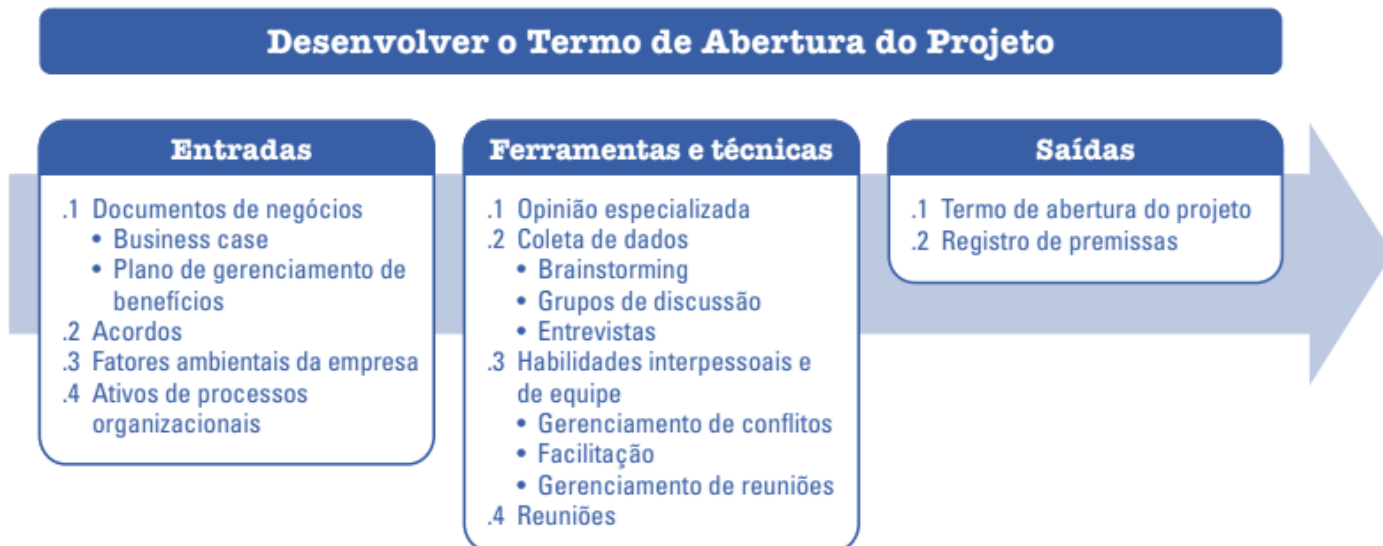 Desenvolver o Termo de Abertura do Projeto
Entradas
.1 Documentos de negócios
• Business case
• Plano de gerenciamento de
benefícios
.2 Acordos
.3 Fatores ambientais da empresa
.4 Ativos de processos
organizacionais
Ferramentas e técnicas
.1 Opinião especializada
.2 Coleta de dados
• Brainstorming
• Grupos de discussão
• Entrevistas
.3 Habilidades interpessoais e
de equipe
• Gerenciamento de conflitos
• Facilitação
• Gerenciamento de reuniões
.4 Reuniões
Saídas
.1 Termo de abertura do projeto
.2 Registro de premissas